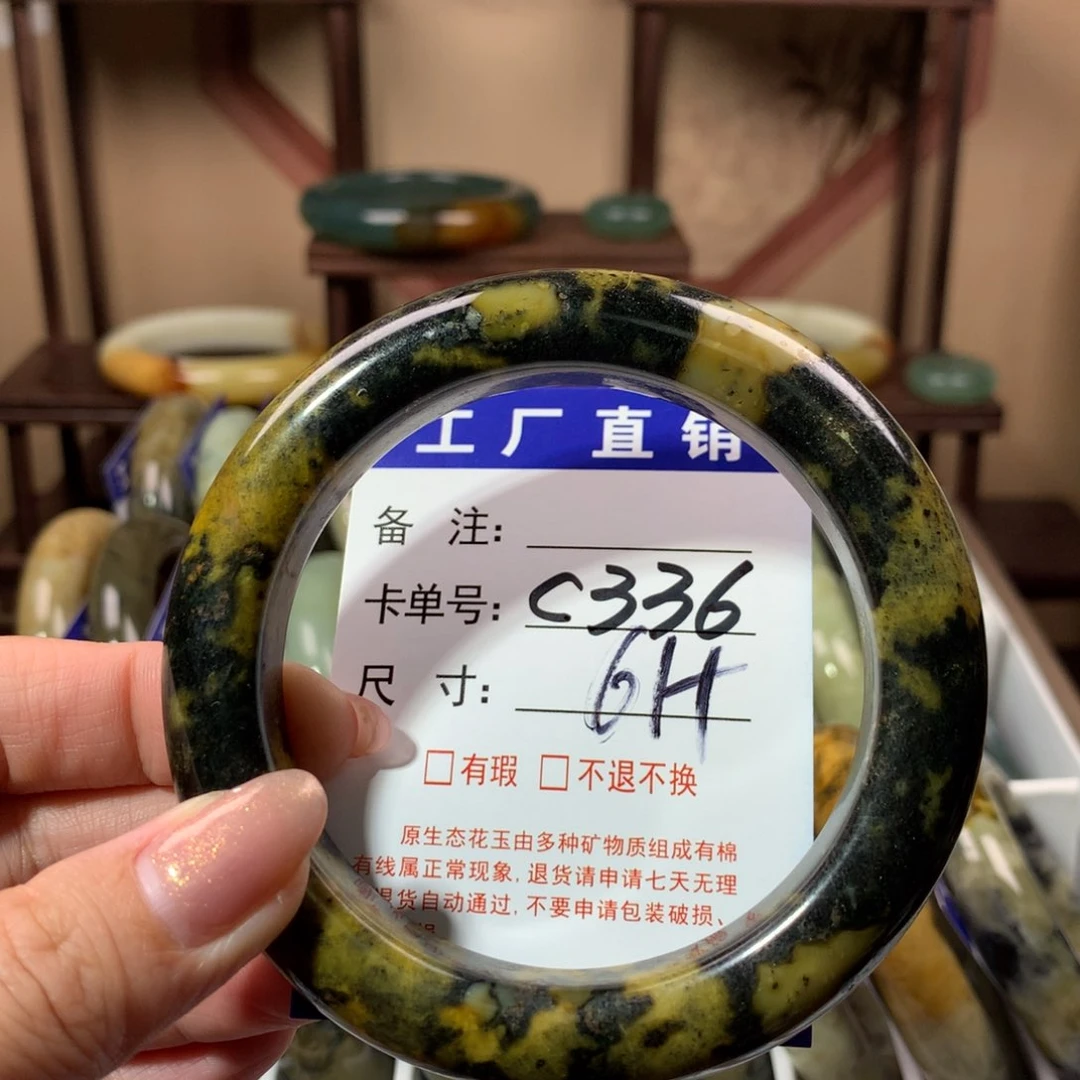 工厂直销
备 注:
卡单号: C336
尺 寸: 6H
□有瑕 □不退不换
原生态花玉由多种矿物质组成有棉
有线属正常现象, 退货请申请七天无理
退货自动通过, 不要申请包装破损、